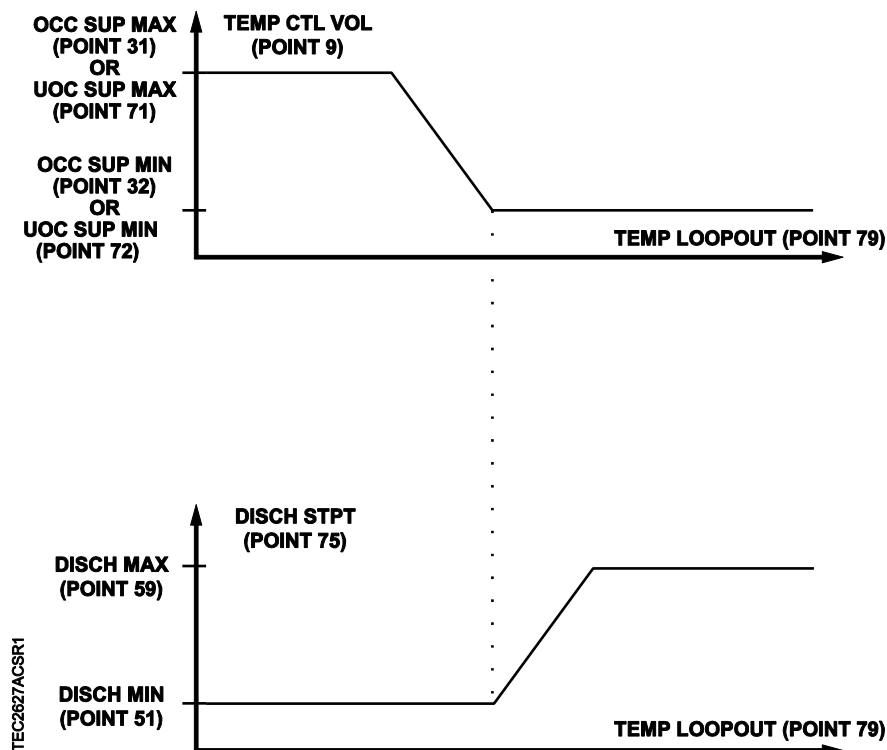 OCC SUP MAX
(POINT 31)
OR
UOC SUP MAX
(POINT 71)
TEMP CTL VOL
(POINT 9)
OCC SUP MIN
(POINT 32)
OR
UOC SUP MIN
(POINT 72)
TEMP LOOPOUT (POINT 79)
DISCH STPT
(POINT 75)
DISCH MAX
(POINT 59)
DISCH MIN
(POINT 51)
TEMP LOOPOUT (POINT 79)
TEC2627ACSR1